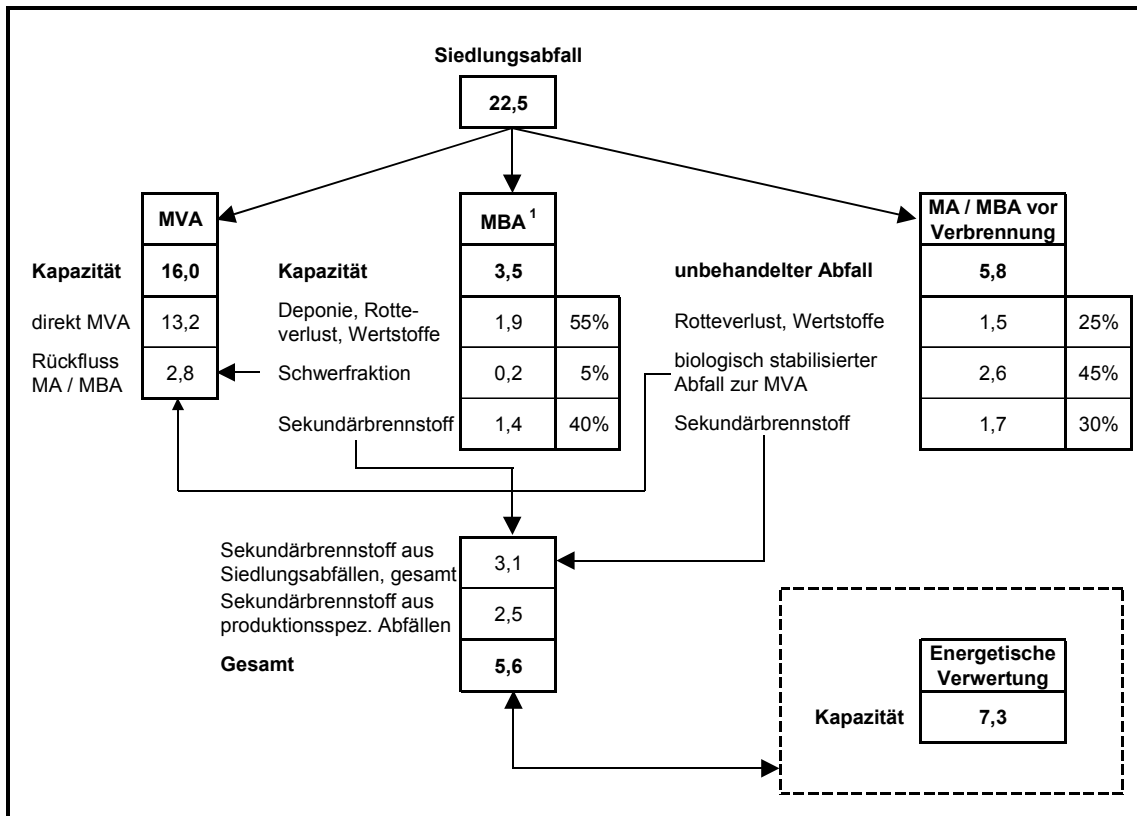 Siedlungsabfall
22,5
MVA
Kapazität
16,0
direkt MVA
13,2
Rückfluss
MA / MBA
2,8
MBA 1
Kapazität
3,5
Deponie, Rotte-
verlust, Wertstoffe
1,9
55%
Schwerfraktion
0,2
5%
Sekundärbrennstoff
1,4
40%
MA / MBA vor
Verbrennung
unbehandelter Abfall
5,8
Rotteverlust, Wertstoffe
1,5
25%
biologisch stabilisierter
Abfall zur MVA
2,6
45%
Sekundärbrennstoff
1,7
30%
Sekundärbrennstoff aus
Siedlungsabfällen, gesamt
3,1
Sekundärbrennstoff aus
produktionsspez. Abfällen
2,5
Gesamt
5,6
Energetische
Verwertung
Kapazität
7,3